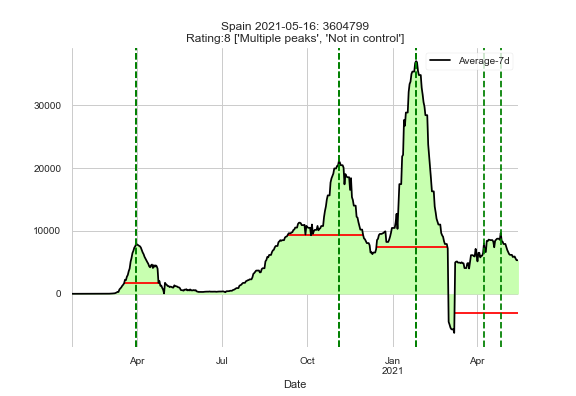 Spain 2021-05-16: 3604799
Rating:8 ['Multiple peaks', 'Not in control']
Average-7d
30000
20000
10000
0
Apr
Jul
Oct
Jan
2021
Apr
Date